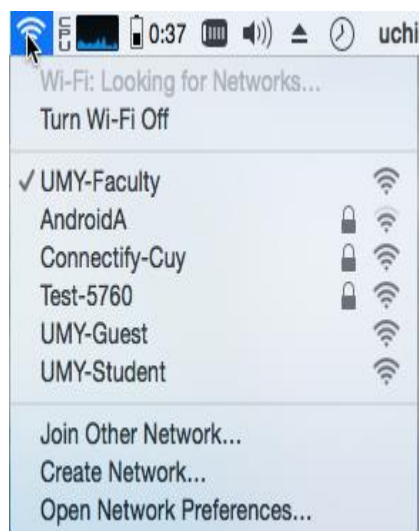 CPU 0:37 uchi
Wi-Fi: Looking for Networks...
Turn Wi-Fi Off
UMY-Faculty
AndroidA
Connectify-Cuy
Test-5760
UMY-Guest
UMY-Student
Join Other Network...
Create Network...
Open Network Preferences...